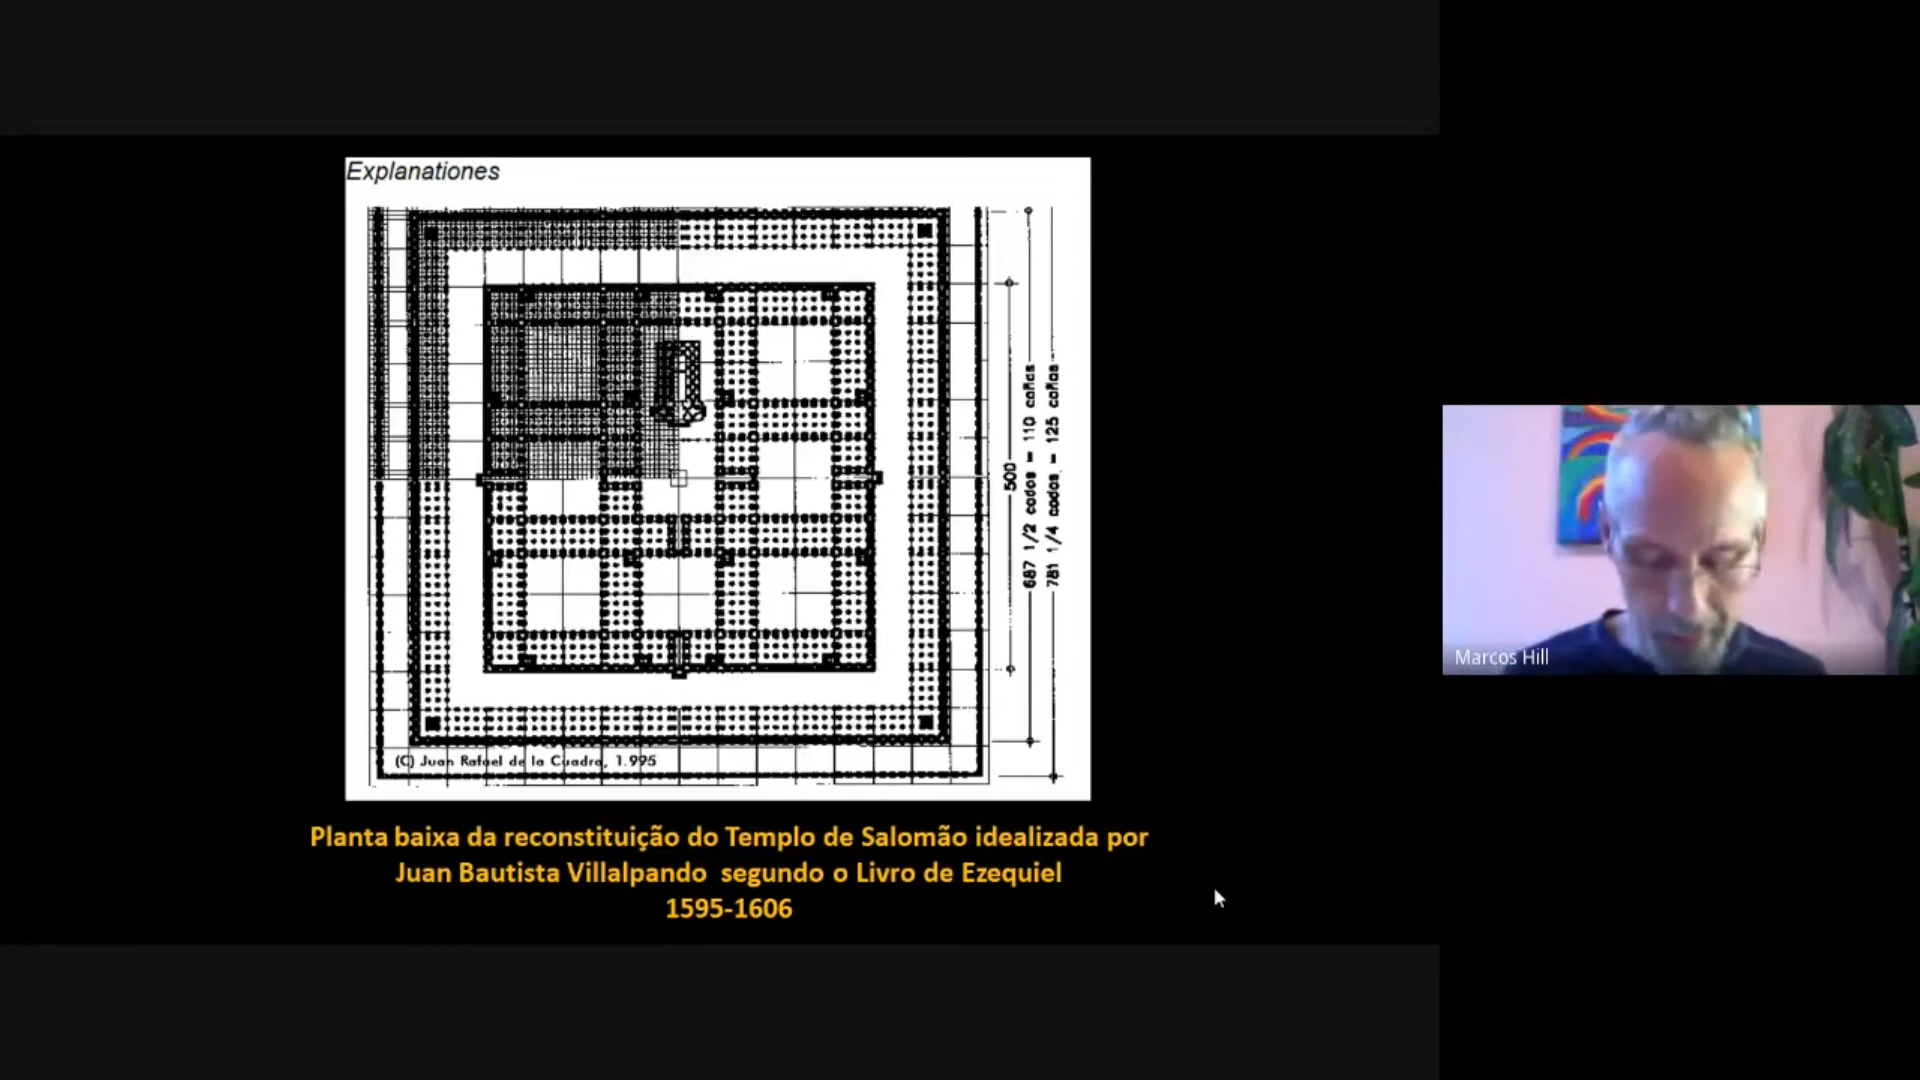 Explanationes
500
687 1/2 codos = 110 cañas
781 1/4 codos. = 125 cañas
(C) Juan Rafael de la Cuadra, 1.995
Planta baixa da reconstituição do Templo de Salomão idealizada por
Juan Bautista Villalpando segundo o Livro de Ezequiel
1595-1606
Marcos Hill